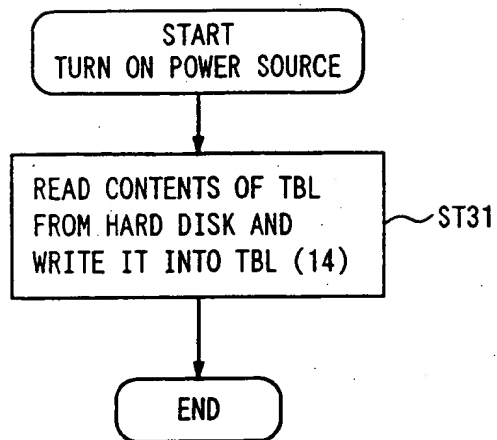 START
TURN ON POWER SOURCE
READ CONTENTS OF TBL
FROM HARD DISK AND
WRITE IT INTO TBL (14)
ST31
END